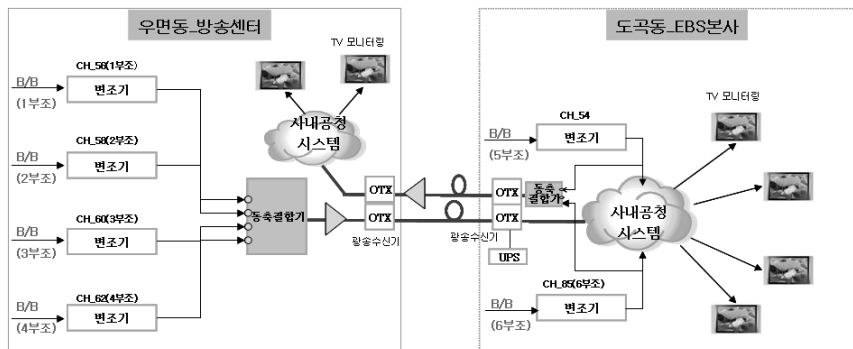 우면동_방송센터
TV 모니터링
CH_56(1부조)
B/B
(1부조)
변조기
CH_58(2부조)
B/B
(2부조)
변조기
CH_60(3부조)
B/B
(3부조)
변조기
CH_62(4부조)
B/B
(4부조)
변조기
동축결합기
사내공청
시스템
OTX
OTX
광송수신기
도곡동_EBS본사
CH_54
B/B
(5부조)
변조기
OTX
동축
결합기
OTX
광송수신기
UPS
사내공청
시스템
TV 모니터링
CH_85(6부조)
B/B
(6부조)
변조기